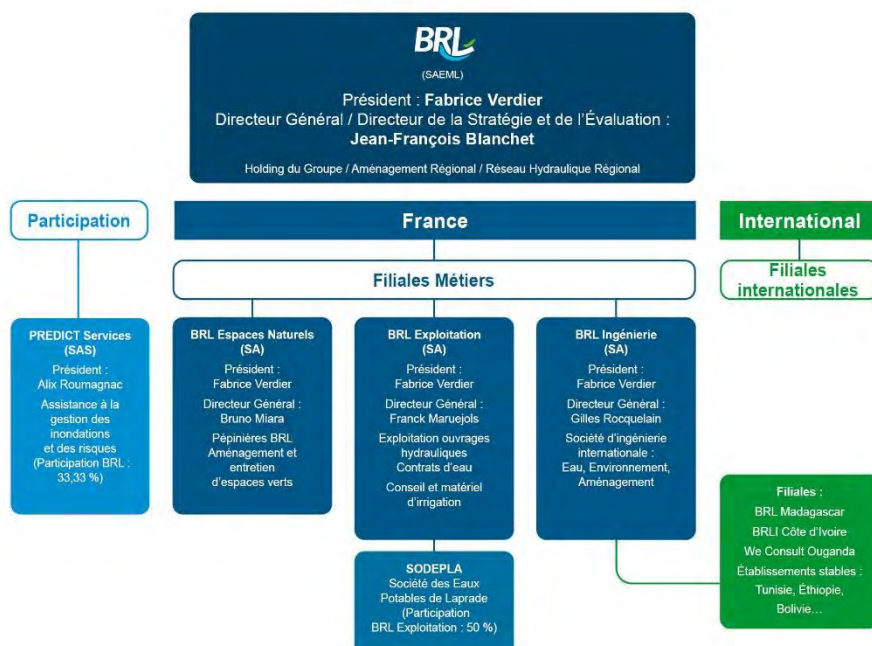 BRL
(SAEML)
Président : Fabrice Verdier
Directeur Général / Directeur de la Stratégie et de l'Évaluation :
Jean-François Blanchet
Holding du Groupe / Aménagement Régional / Réseau Hydraulique Régional
Participation
France
International
Filiales Métiers
Filiales
internationales
PREDICT Services
(SAS)
Président :
Alix Roumagnac
Assistance à la
gestion des
inondations
et des risques
(Participation BRL :
33,33 %)
BRL Espaces Naturels
(SA)
Président :
Fabrice Verdier
Directeur Général :
Bruno Miara
Pépinières BRL
Aménagement et
entretien
d'espaces verts
BRL Exploitation
(SA)
Président :
Fabrice Verdier
Directeur Général :
Franck Maruejols
Exploitation ouvrages
hydrauliques
Contrats d'eau
Conseil et matériel
d'irrigation
BRL Ingénierie
(SA)
Président :
Fabrice Verdier
Directeur Général :
Gilles Rocquelain
Société d'ingénierie
internationale :
Eau, Environnement,
Aménagement
SODEPLA
Société des Eaux
Potables de Laprade
(Participation
BRL Exploitation : 50 %)
Filiales :
BRL Madagascar
BRLI Côte d'Ivoire
We Consult Ouganda
Établissements stables :
Tunisie, Éthiopie,
Bolivie...